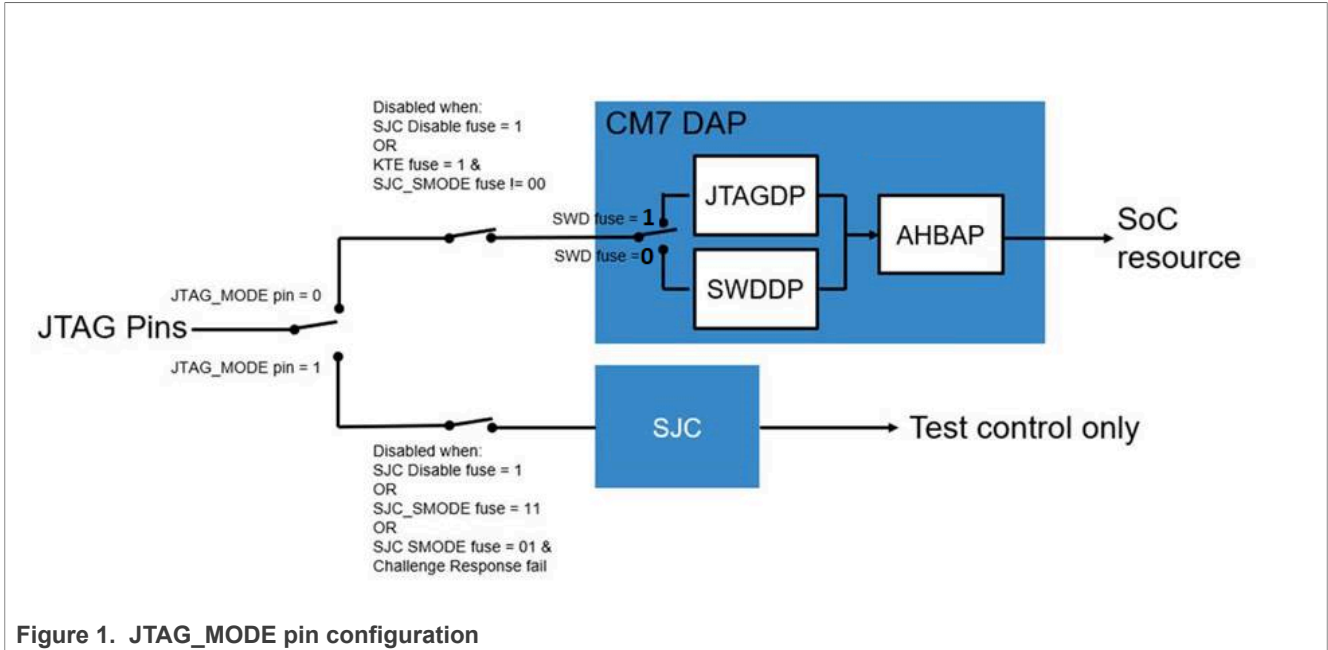 Disabled when:
SJC Disable fuse = 1
OR
KTE fuse = 1 &
SJC_SMODE fuse != 00
CM7 DAP
JTAGDP
SWD fuse = 1
SWD fuse =0
SWDDP
AHBAP
SoC
resource
JTAG_MODE pin = 0
JTAG Pins
JTAG_MODE pin = 1
SJC
Test control only
Disabled when:
SJC Disable fuse = 1
OR
SJC_SMODE fuse = 11
OR
SJC SMODE fuse = 01 &
Challenge Response fail
Figure 1. JTAG_MODE pin configuration